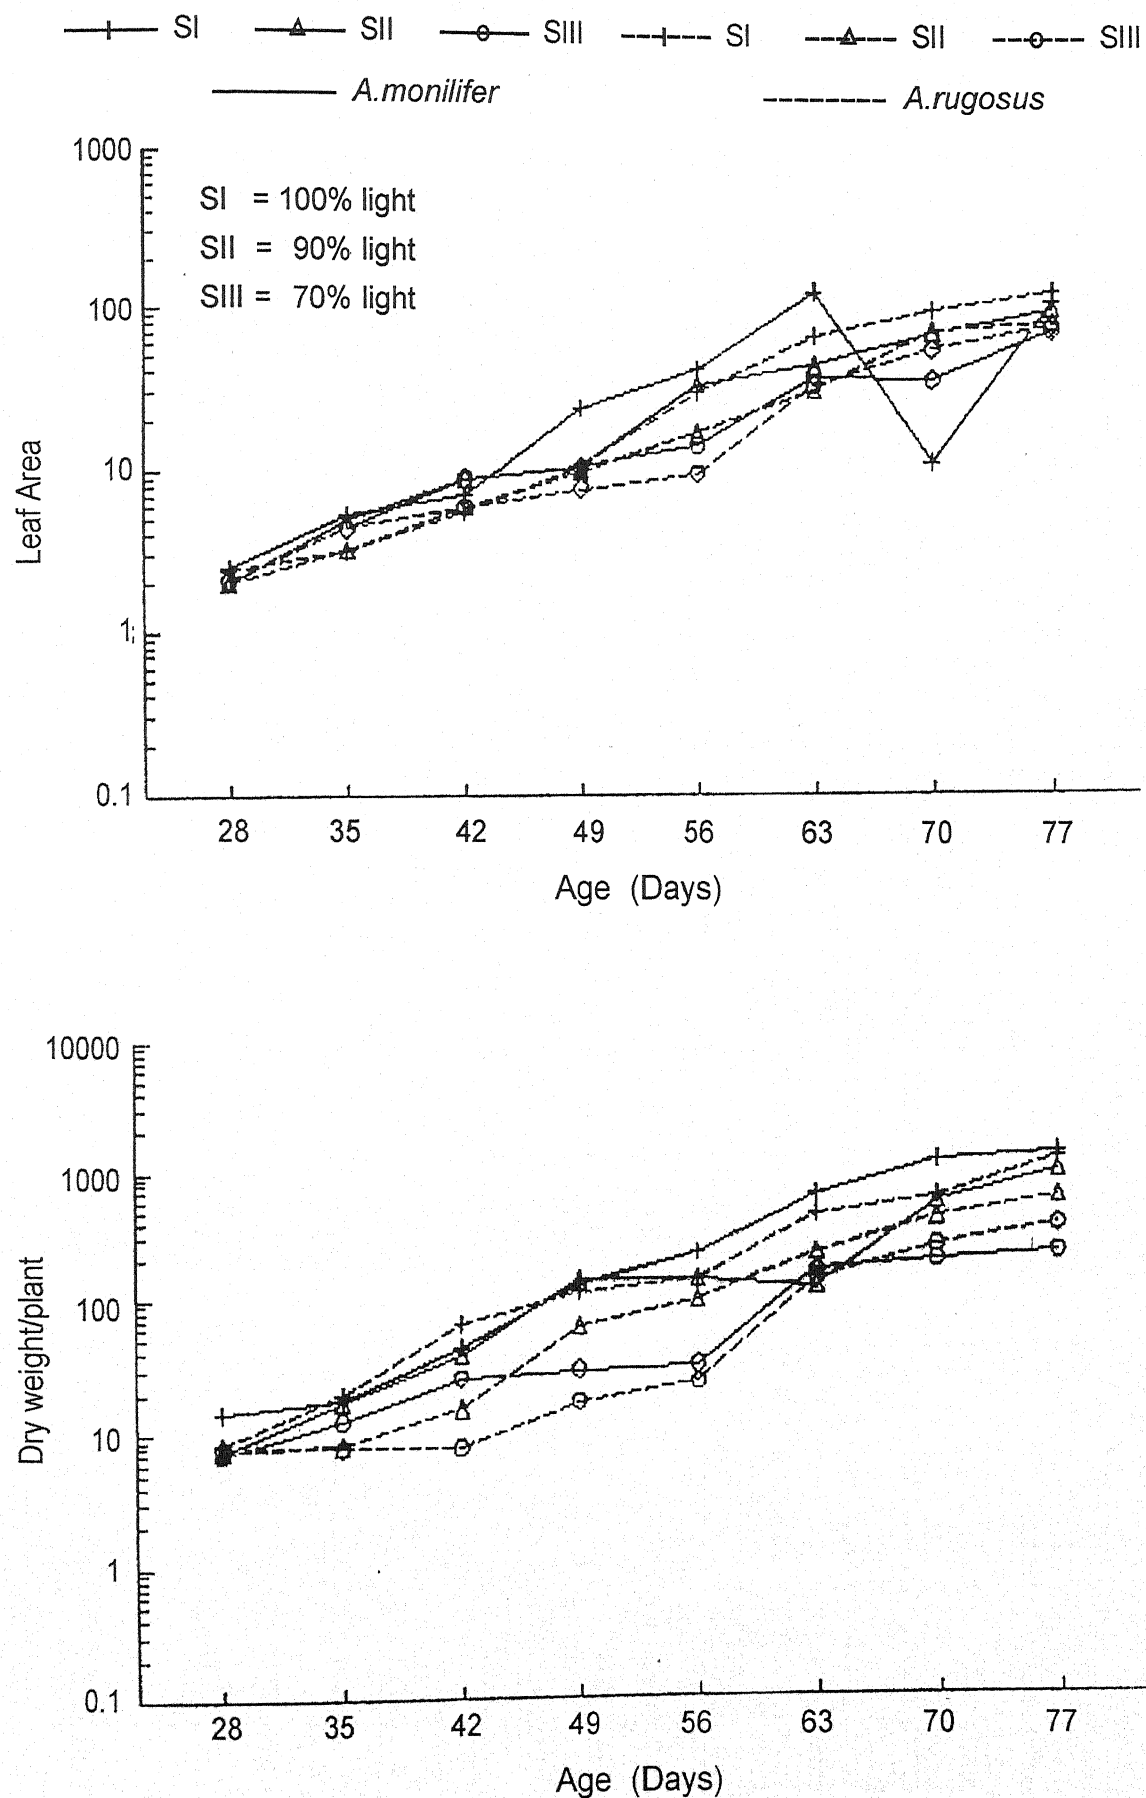 SI SII SIII SI SII SIII
A.monilifer A.rugosus
1000
SI = 100% light
SII = 90% light
SIII = 70% light
100
10
1
0.1
Leaf Area
28 35 42 49 56 63 70 77
Age (Days)
10000
1000
100
10
1
0.1
Dry weight/plant
28 35 42 49 56 63 70 77
Age (Days)